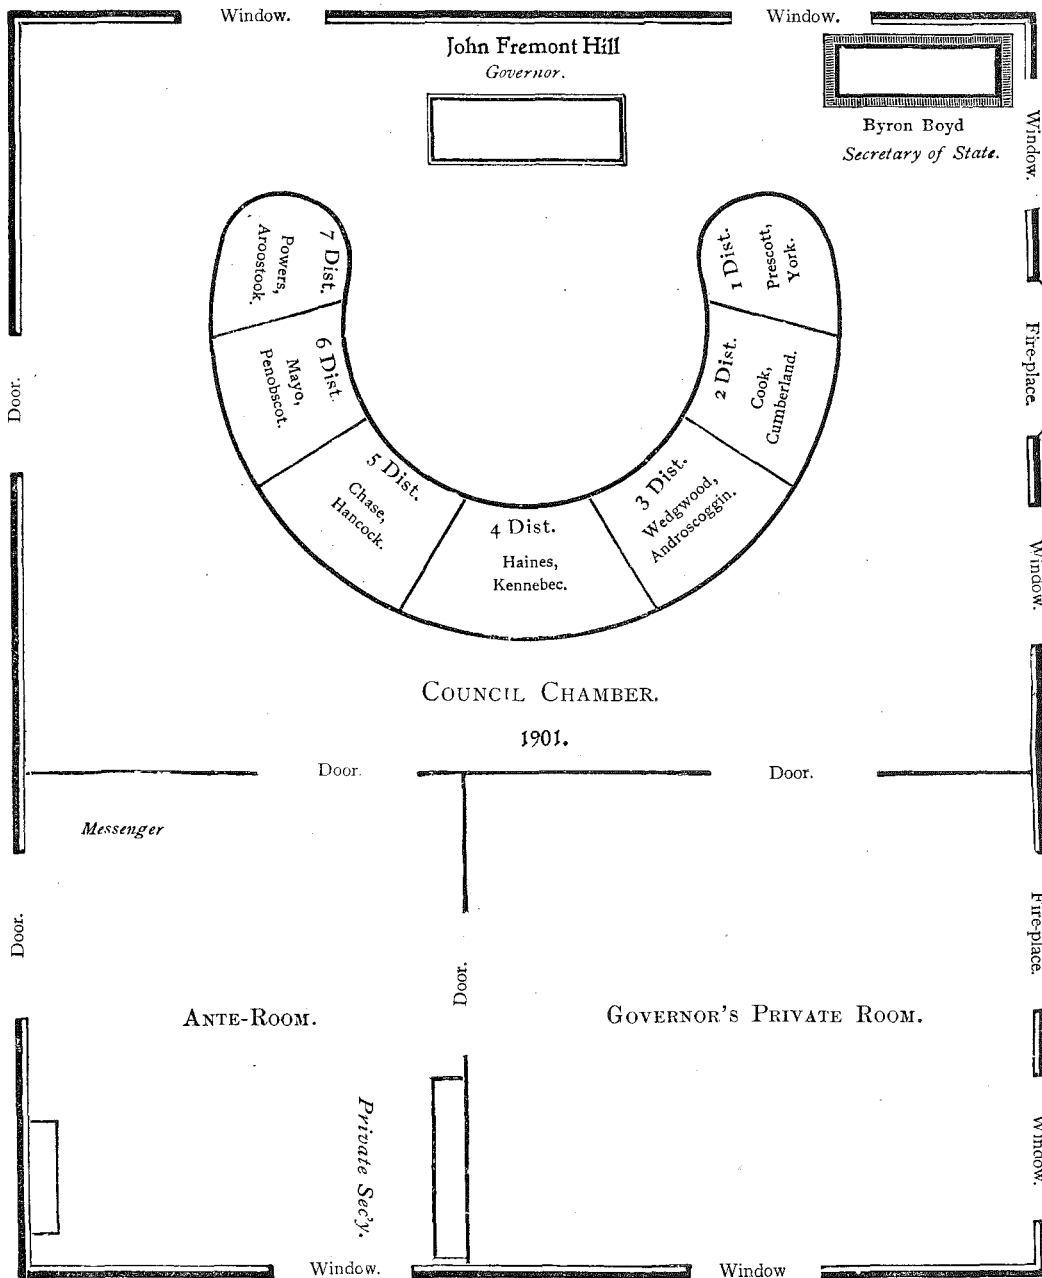 Window.
Window.
John Fremont Hill
Governor.
Byron Boyd
Secretary of State.
Window.
7 Dist.
Powers,
Aroostook.
1 Dist.
Prescott,
York.
6 Dist.
Mayo,
Penobscot.
2 Dist.
Cook,
Cumberland.
Door.
Fire-place.
5 Dist.
Chase,
Hancock.
4 Dist.
Haines,
Kennebec.
3 Dist.
Wedgwood,
Androscoggin.
Window.
COUNCIL CHAMBER.
1901.
Door.
Door.
Messenger
Door.
Door.
Fire-place.
ANTE-ROOM.
GOVERNOR'S PRIVATE ROOM.
Private Sec'y.
Window.
Window.
Window